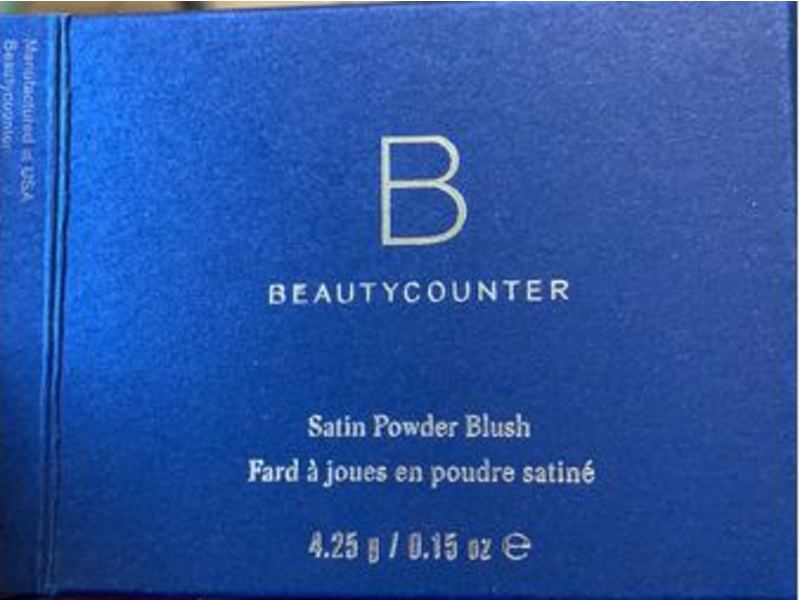 B
BEAUTYCOUNTER
Satin Powder Blush
Fard à joues en poudre satiné
4.25 g / 0.15 oz ℮
Manufactured in USA
Beautycounter